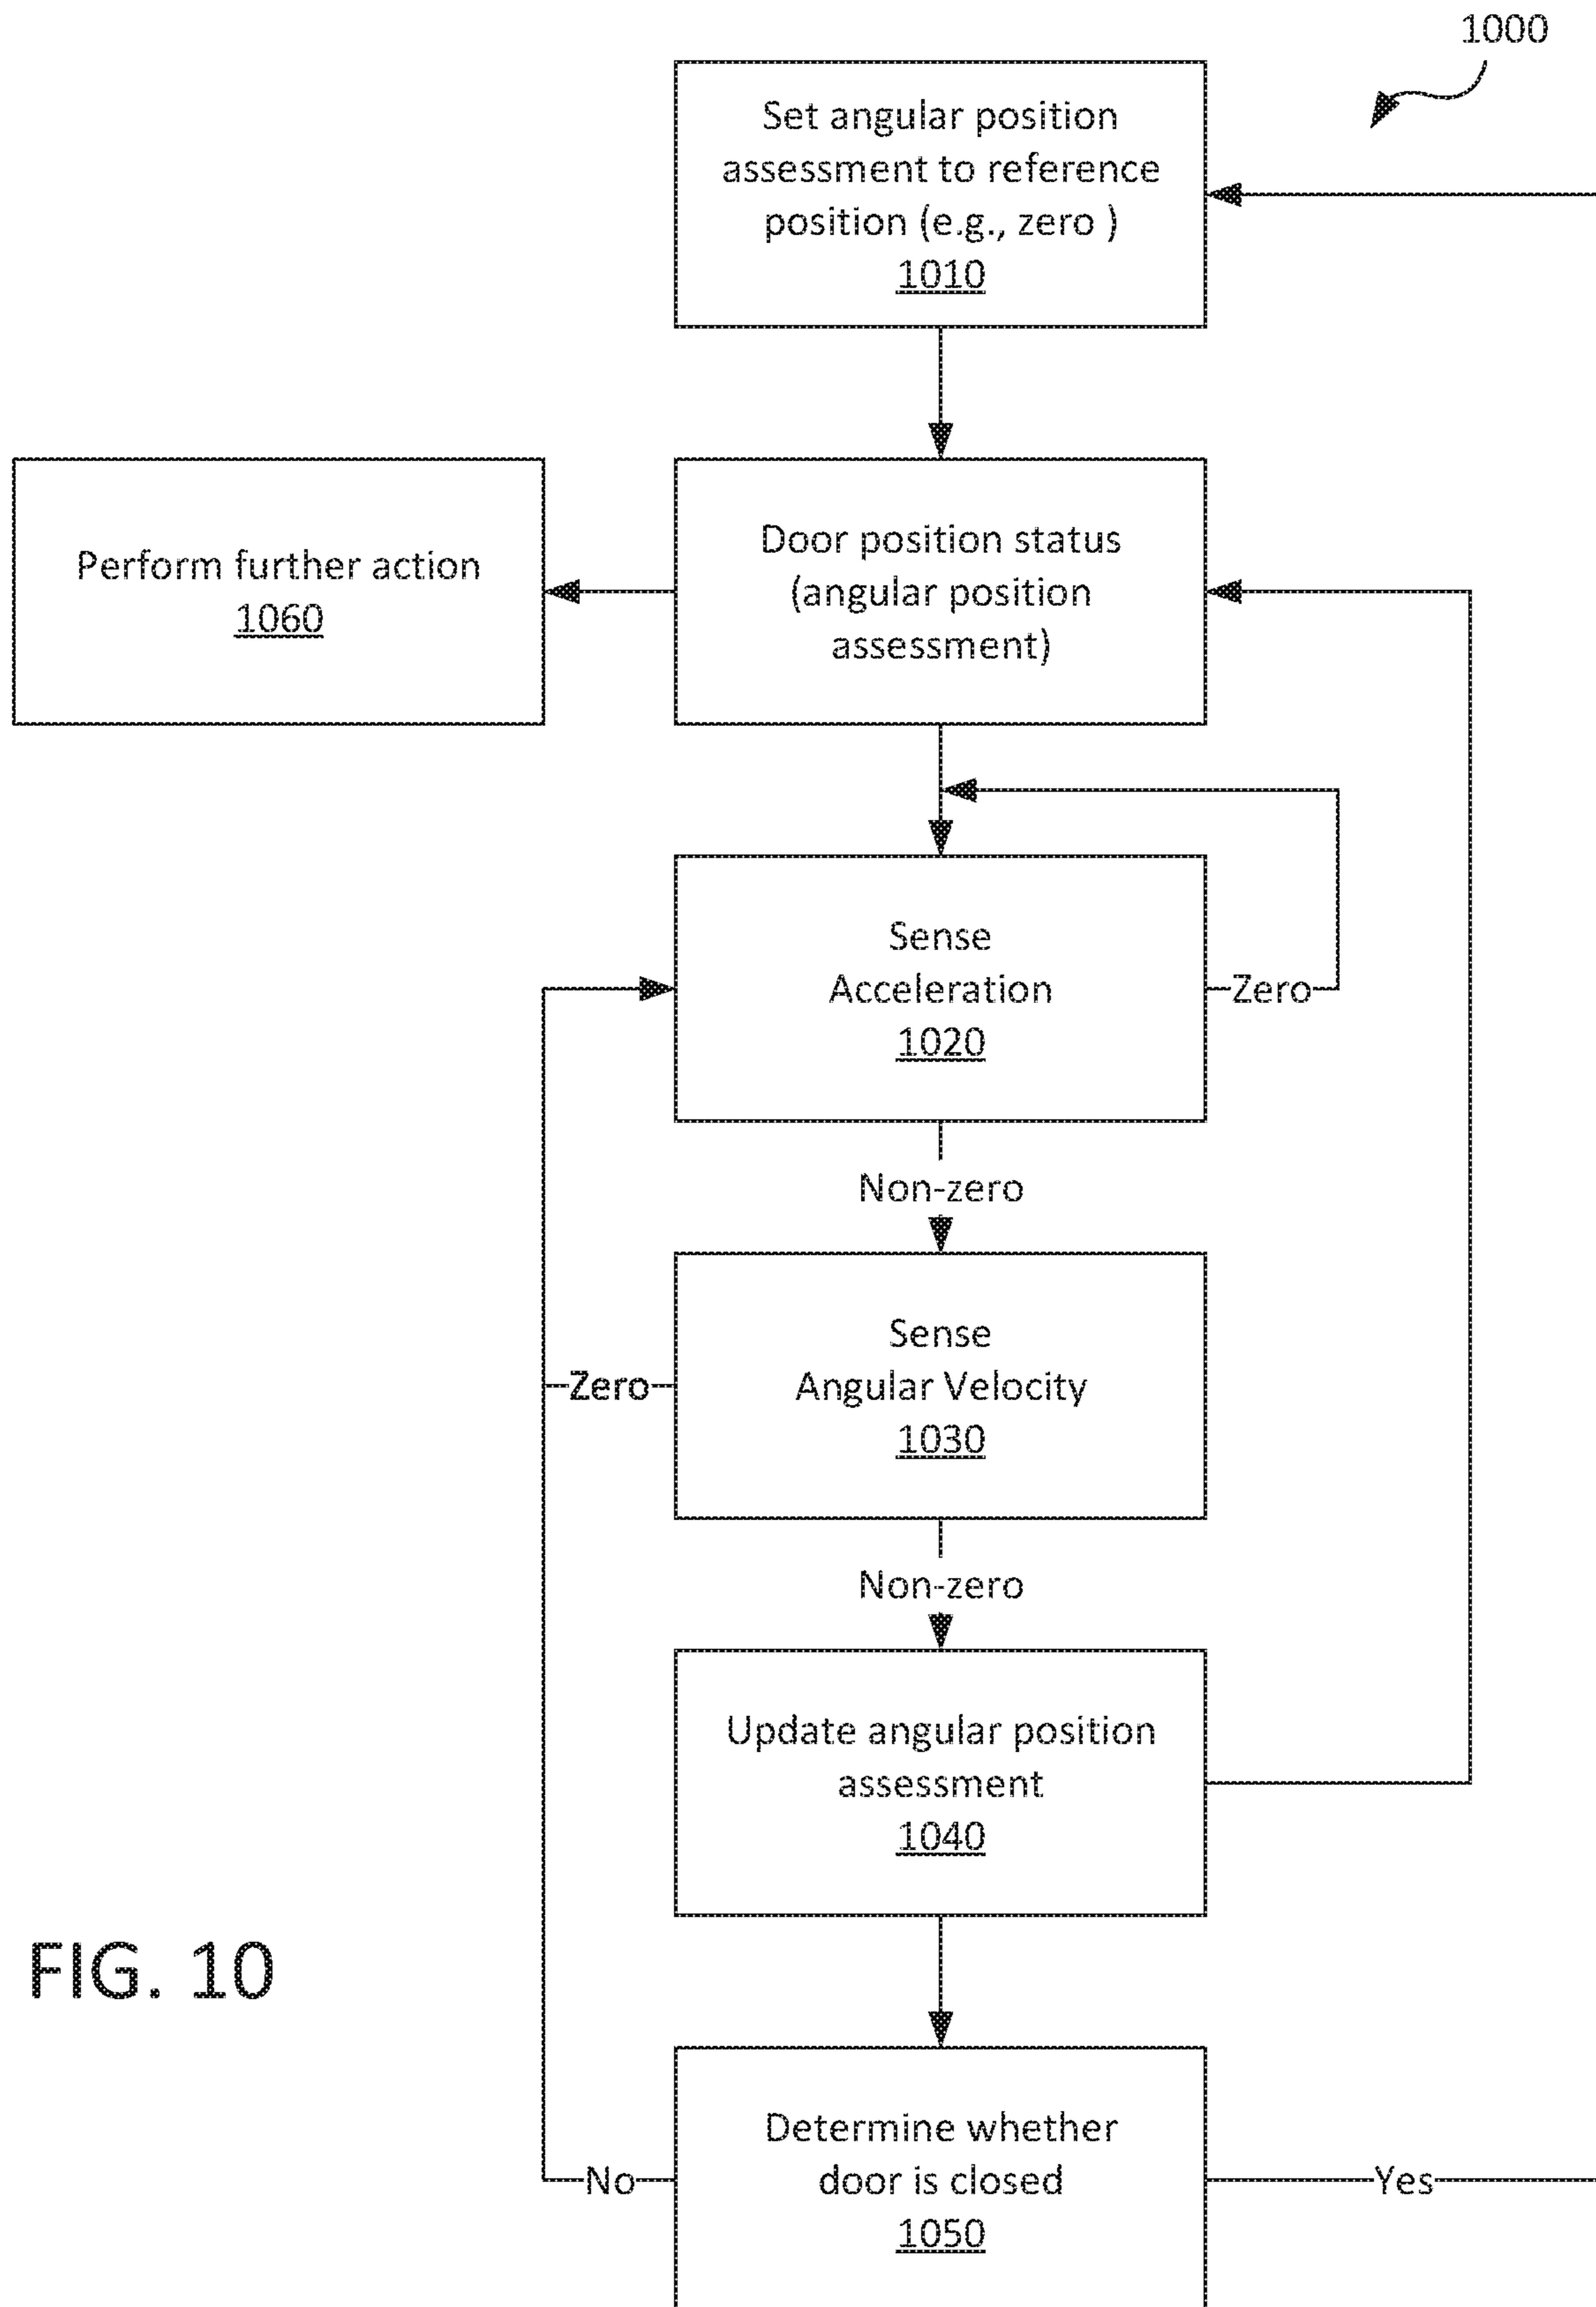 1000
Set angular position
assessment to reference
position (e.g., zero )
1010
Perform further action
1060
Door position status
(angular position
assessment)
Sense
Acceleration
1020
Zero
Non-zero
Sense
Angular Velocity
1030
Zero
Non-zero
Update angular position
assessment
1040
FIG. 10
Determine whether
door is closed
1050
No
Yes